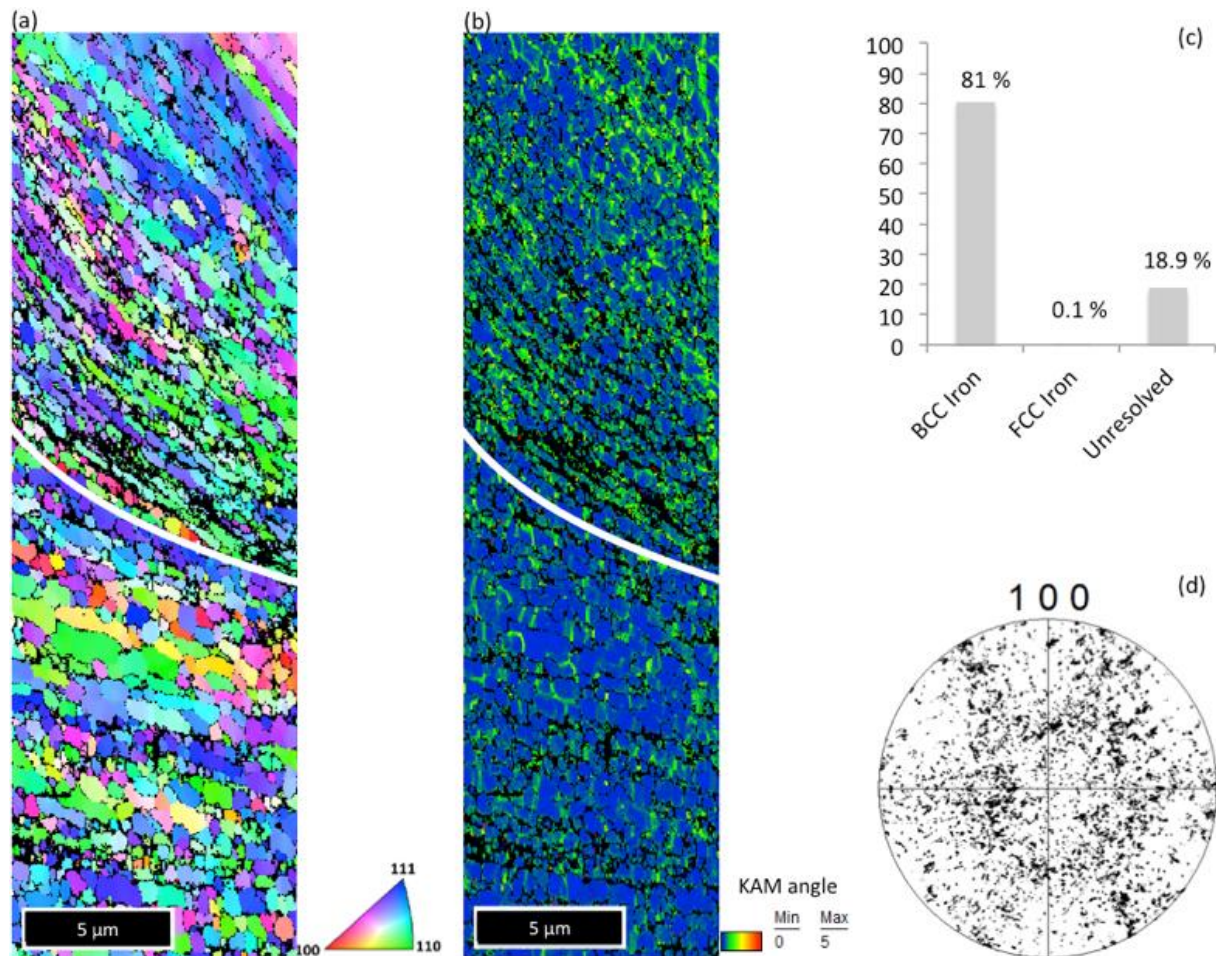 (a)
(b)
(c)
100
90
80
70
60
50
40
30
20
10
0
81 %
0.1 %
18.9 %
BCC Iron
FCC Iron
Unresolved
(d)
1 0 0
5 µm
111
100
110
5 µm
KAM angle
Min Max
0 5